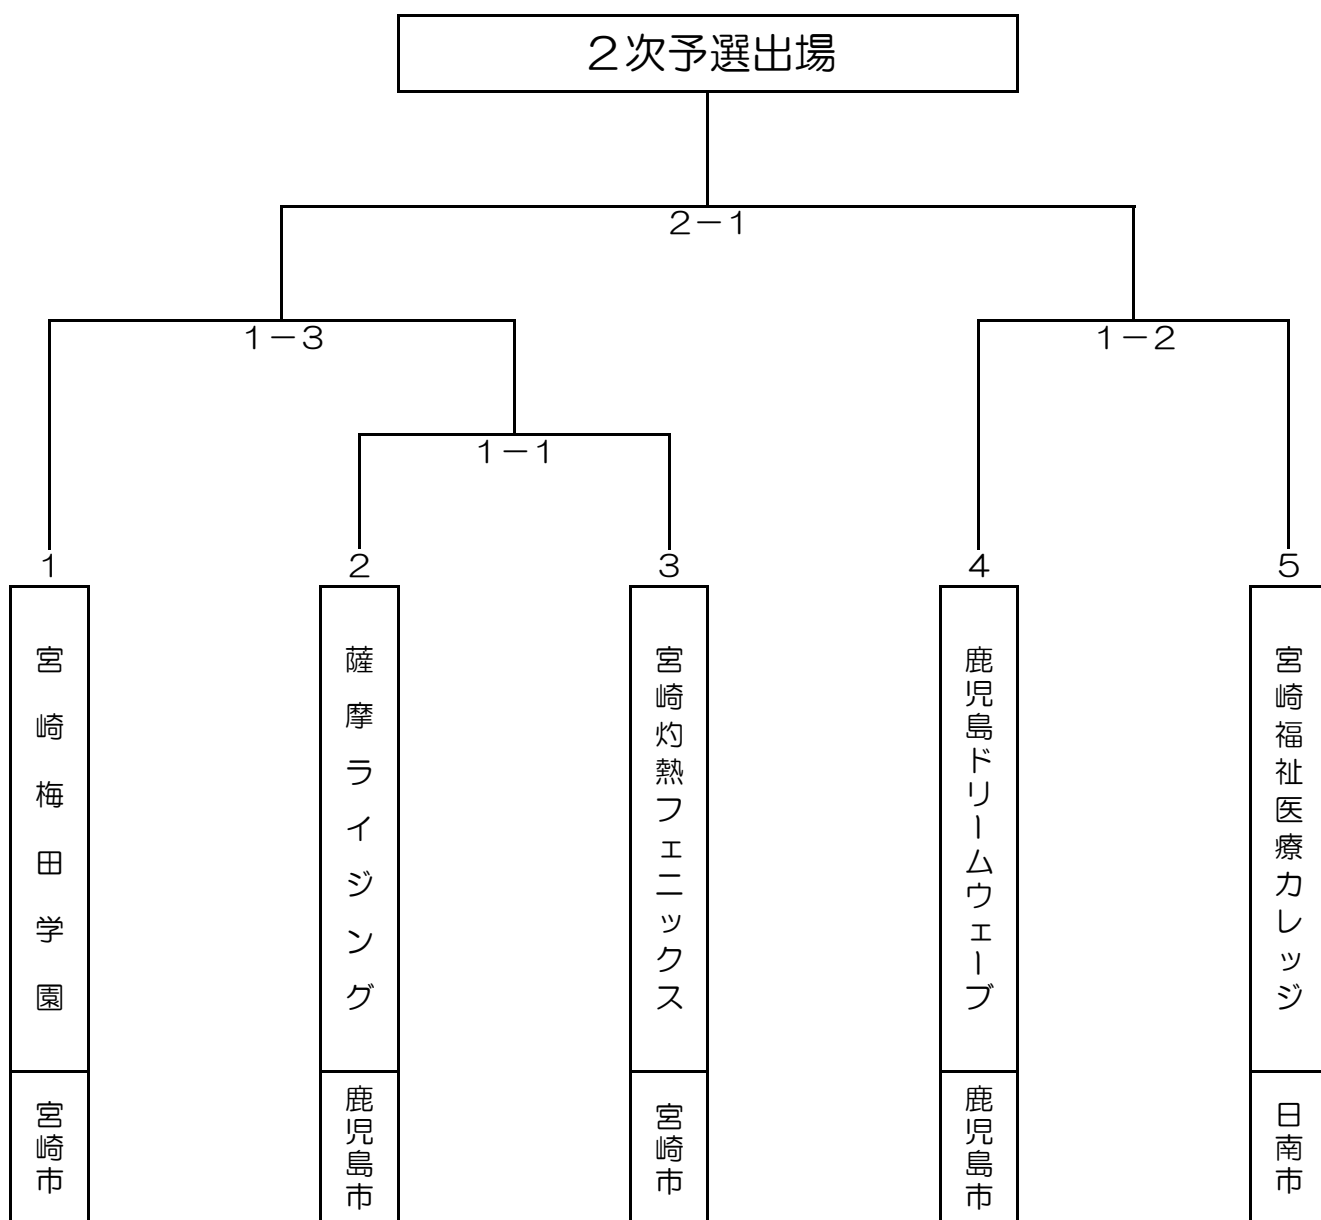 ２次予選出場
２－１
１－３
１－２
１－１
１
２
３
４
５
宮崎梅田学園
薩摩ライジング
宮崎灼熱フェニックス
鹿児島ドリームウェーブ
宮崎福祉医療カレッジ
宮崎市
鹿児島市
宮崎市
鹿児島市
日南市